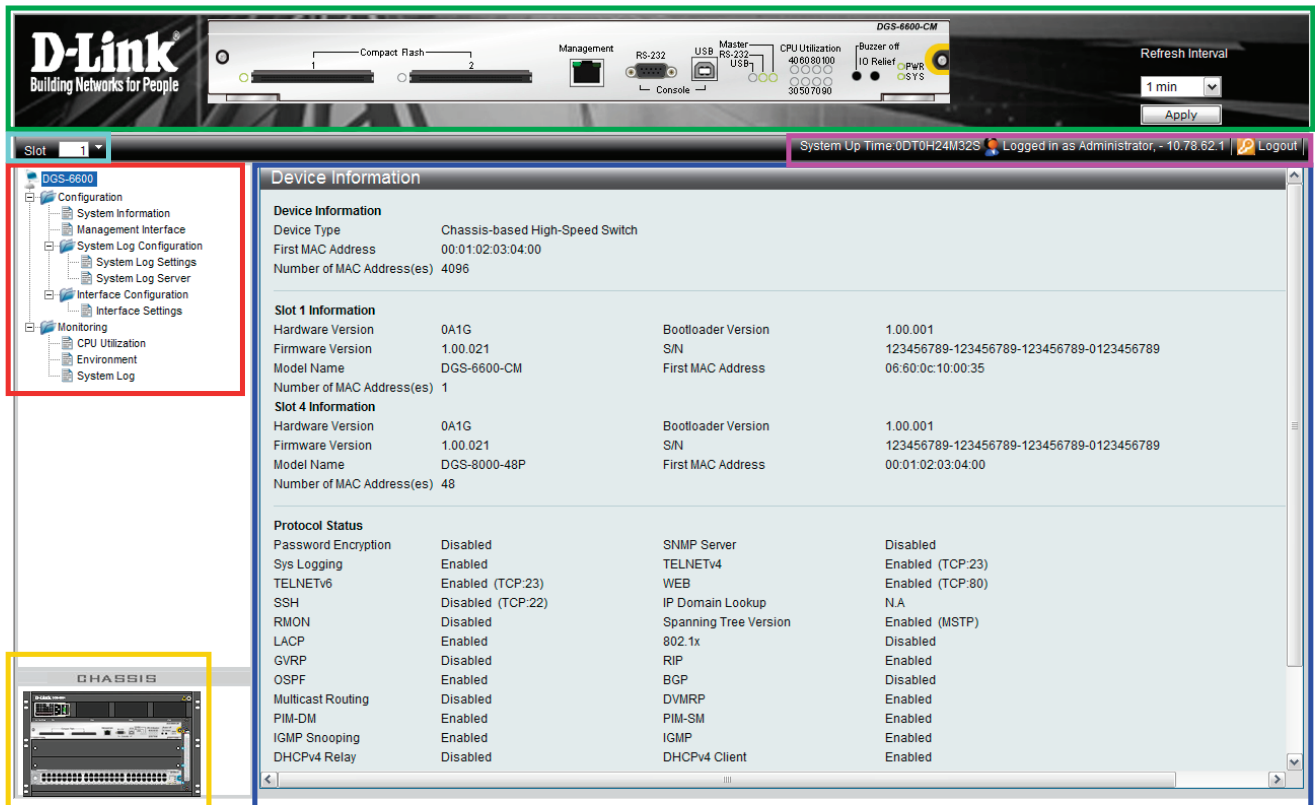 D-Link®
Building Networks for People
DGS-6600-CM
Compact Flash
1 2
Management
RS-232
USB
Console
Master
RS-232
USB
CPU Utilization
40 60 80 100
30 50 70 90
Buzzer off
IO Relief
PWR
SYS
Refresh Interval
1 min
Apply
Slot 1
System Up Time:0DT0H24M32S Logged in as Administrator, - 10.78.62.1 Logout
DGS-6600
Configuration
System Information
Management Interface
System Log Configuration
System Log Settings
System Log Server
Interface Configuration
Interface Settings
Monitoring
CPU Utilization
Environment
System Log
CHASSIS
D-Link
Device Information
Device Information
Device Type Chassis-based High-Speed Switch
First MAC Address 00:01:02:03:04:00
Number of MAC Address(es) 4096
Slot 1 Information
Hardware Version 0A1G Bootloader Version 1.00.001
Firmware Version 1.00.021 S/N 123456789-123456789-123456789-0123456789
Model Name DGS-6600-CM First MAC Address 06:60:0c:10:00:35
Number of MAC Address(es) 1
Slot 4 Information
Hardware Version 0A1G Bootloader Version 1.00.001
Firmware Version 1.00.021 S/N 123456789-123456789-123456789-0123456789
Model Name DGS-8000-48P First MAC Address 00:01:02:03:04:00
Number of MAC Address(es) 48
Protocol Status
Password Encryption Disabled SNMP Server Disabled
Sys Logging Enabled TELNETv4 Enabled (TCP:23)
TELNETv6 Enabled (TCP:23) WEB Enabled (TCP:80)
SSH Disabled (TCP:22) IP Domain Lookup N.A
RMON Disabled Spanning Tree Version Enabled (MSTP)
LACP Enabled 802.1x Disabled
GVRP Disabled RIP Enabled
OSPF Enabled BGP Disabled
Multicast Routing Disabled DVMRP Enabled
PIM-DM Enabled PIM-SM Enabled
IGMP Snooping Enabled IGMP Enabled
DHCPv4 Relay Disabled DHCPv4 Client Enabled